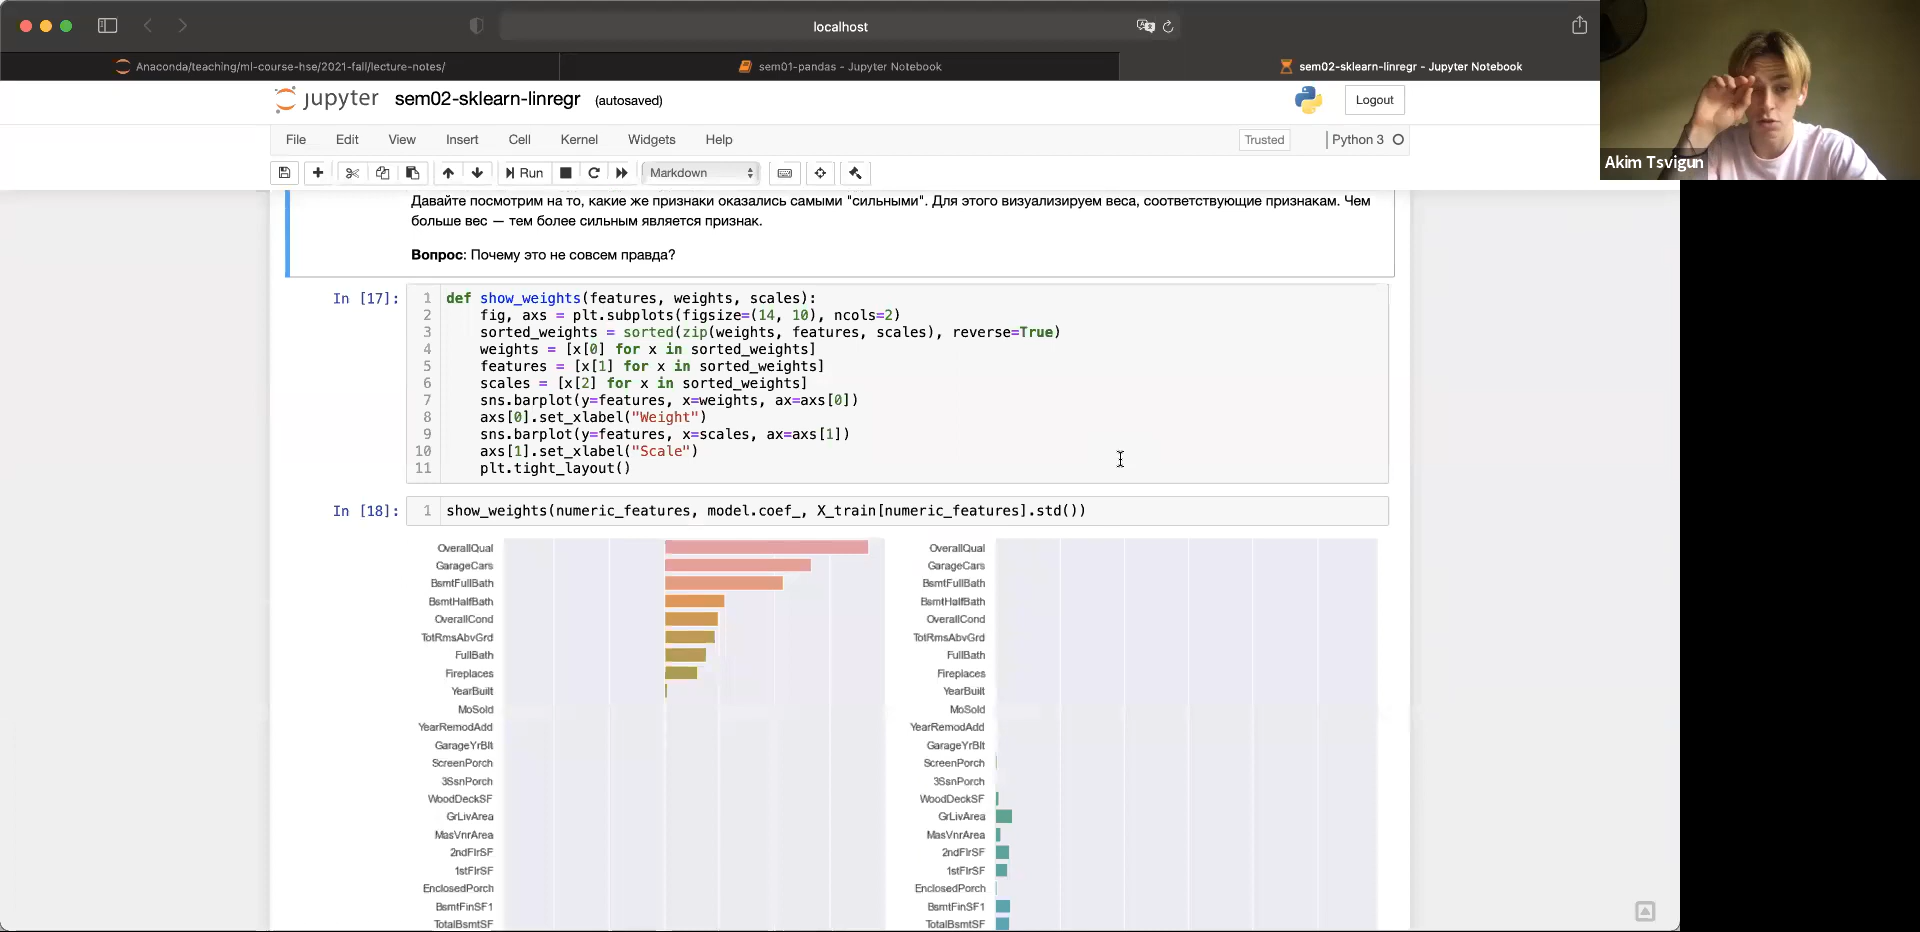 localhost
Anaconda/teaching/ml-course-hse/2021-fall/lecture-notes/
sem01-pandas - Jupyter Notebook
sem02-sklearn-linregr - Jupyter Notebook
jupyter sem02-sklearn-linregr (autosaved)
Logout
File Edit View Insert Cell Kernel Widgets Help
Trusted Python 3
Run Markdown
Akim Tsvigun
Давайте посмотрим на то, какие же признаки оказались самыми "сильными". Для этого визуализируем веса, соответствующие признакам. Чем
больше вес — тем более сильным является признак.
Вопрос: Почему это не совсем правда?
In [17]:
1 def show_weights(features, weights, scales):
2 fig, axs = plt.subplots(figsize=(14, 10), ncols=2)
3 sorted_weights = sorted(zip(weights, features, scales), reverse=True)
4 weights = [x[0] for x in sorted_weights]
5 features = [x[1] for x in sorted_weights]
6 scales = [x[2] for x in sorted_weights]
7 sns.barplot(y=features, x=weights, ax=axs[0])
8 axs[0].set_xlabel("Weight")
9 sns.barplot(y=features, x=scales, ax=axs[1])
10 axs[1].set_xlabel("Scale")
11 plt.tight_layout()
In [18]:
1 show_weights(numeric_features, model.coef_, X_train[numeric_features].std())
OverallQual
GarageCars
BsmtFullBath
BsmtHalfBath
OverallCond
TotRmsAbvGrd
FullBath
Fireplaces
YearBuilt
MoSold
YearRemodAdd
GarageYrBlt
ScreenPorch
3SsnPorch
WoodDeckSF
GrLivArea
MasVnrArea
2ndFlrSF
1stFlrSF
EnclosedPorch
BsmtFinSF1
TotalBsmtSF
OverallQual
GarageCars
BsmtFullBath
BsmtHalfBath
OverallCond
TotRmsAbvGrd
FullBath
Fireplaces
YearBuilt
MoSold
YearRemodAdd
GarageYrBlt
ScreenPorch
3SsnPorch
WoodDeckSF
GrLivArea
MasVnrArea
2ndFlrSF
1stFlrSF
EnclosedPorch
BsmtFinSF1
TotalBsmtSF